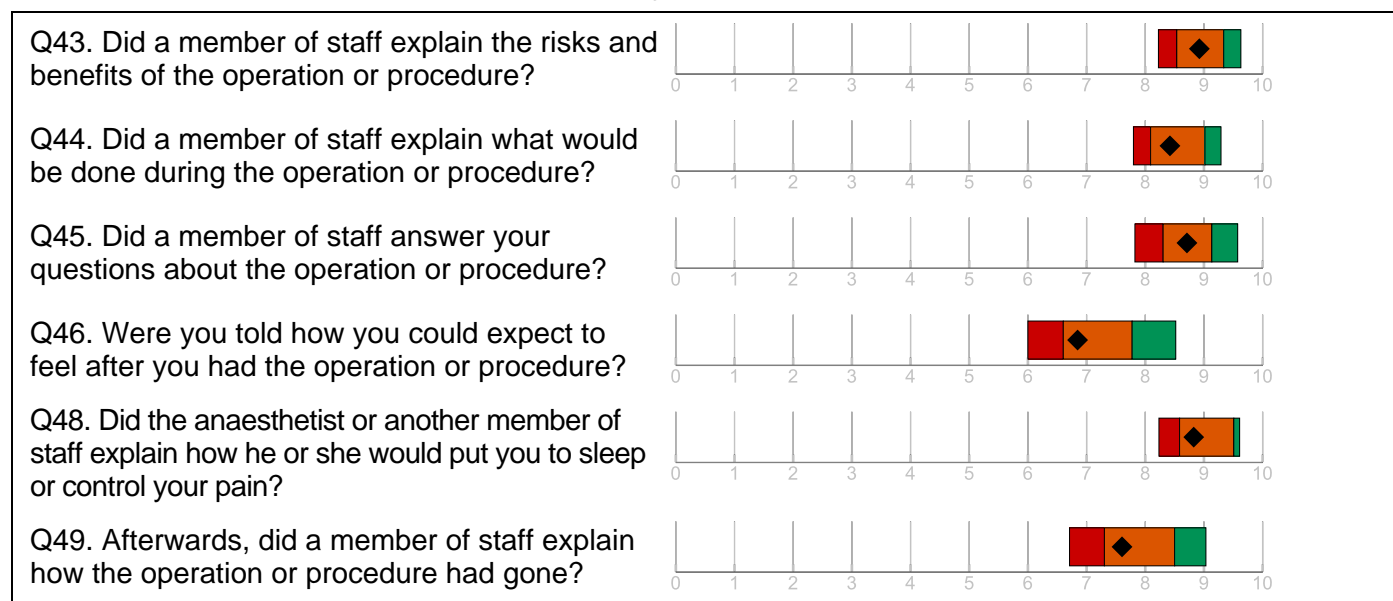 Q43. Did a member of staff explain the risks and
benefits of the operation or procedure?
0 1 2 3 4 5 6 7 8 9 10
Q44. Did a member of staff explain what would
be done during the operation or procedure?
0 1 2 3 4 5 6 7 8 9 10
Q45. Did a member of staff answer your
questions about the operation or procedure?
0 1 2 3 4 5 6 7 8 9 10
Q46. Were you told how you could expect to
feel after you had the operation or procedure?
0 1 2 3 4 5 6 7 8 9 10
Q48. Did the anaesthetist or another member of
staff explain how he or she would put you to sleep
or control your pain?
0 1 2 3 4 5 6 7 8 9 10
Q49. Afterwards, did a member of staff explain
how the operation or procedure had gone?
0 1 2 3 4 5 6 7 8 9 10